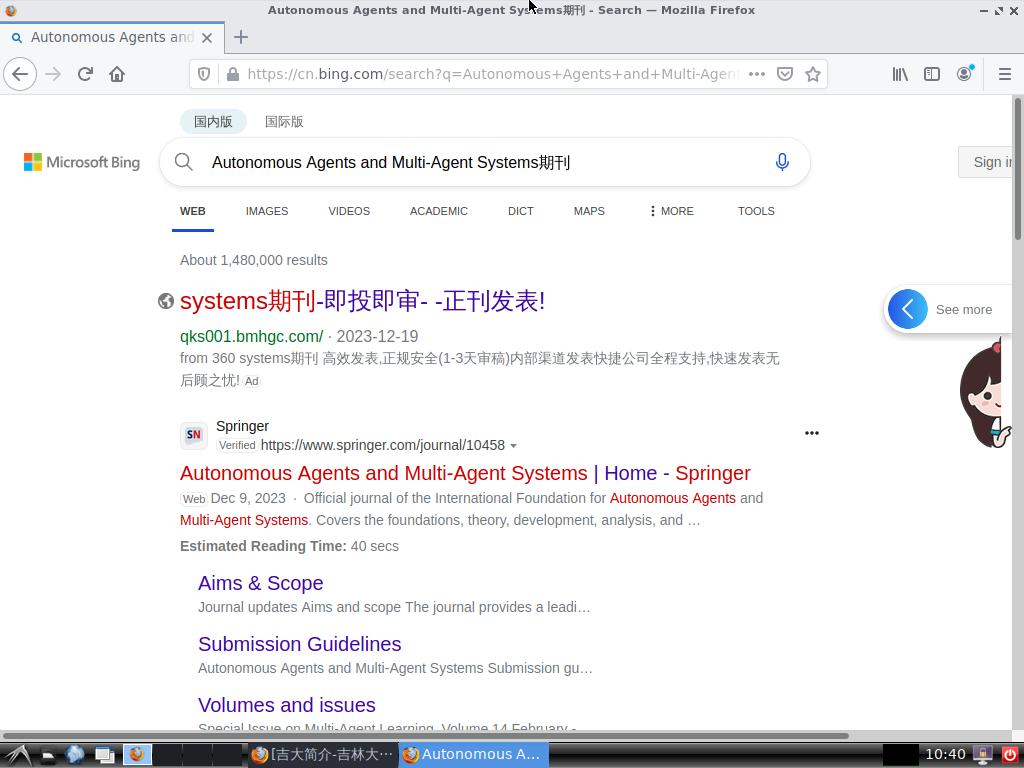 Autonomous Agents and Multi-Agent Systems期刊 - Search — Mozilla Firefox
Autonomous Agents and
https://cn.bing.com/search?q=Autonomous+Agents+and+Multi-Agen
国内版 国际版
Microsoft Bing
Autonomous Agents and Multi-Agent Systems期刊
Sign in
WEB IMAGES VIDEOS ACADEMIC DICT MAPS MORE TOOLS
About 1,480,000 results
systems期刊-即投即审- -正刊发表!
qks001.bmhgc.com/ · 2023-12-19
See more
from 360 systems期刊 高效发表,正规安全(1-3天审稿)内部渠道发表快捷公司全程支持,快速发表无
后顾之忧! Ad
SN
Springer
Verified https://www.springer.com/journal/10458
Autonomous Agents and Multi-Agent Systems | Home - Springer
Web Dec 9, 2023 · Official journal of the International Foundation for Autonomous Agents and
Multi-Agent Systems. Covers the foundations, theory, development, analysis, and …
Estimated Reading Time: 40 secs
Aims & Scope
Journal updates Aims and scope The journal provides a leadi…
Submission Guidelines
Autonomous Agents and Multi-Agent Systems Submission gu…
Volumes and issues
Special Issue on Multi-Agent Learning. Volume 14 February -
[吉大简介-吉林大… Autonomous A... 10:40